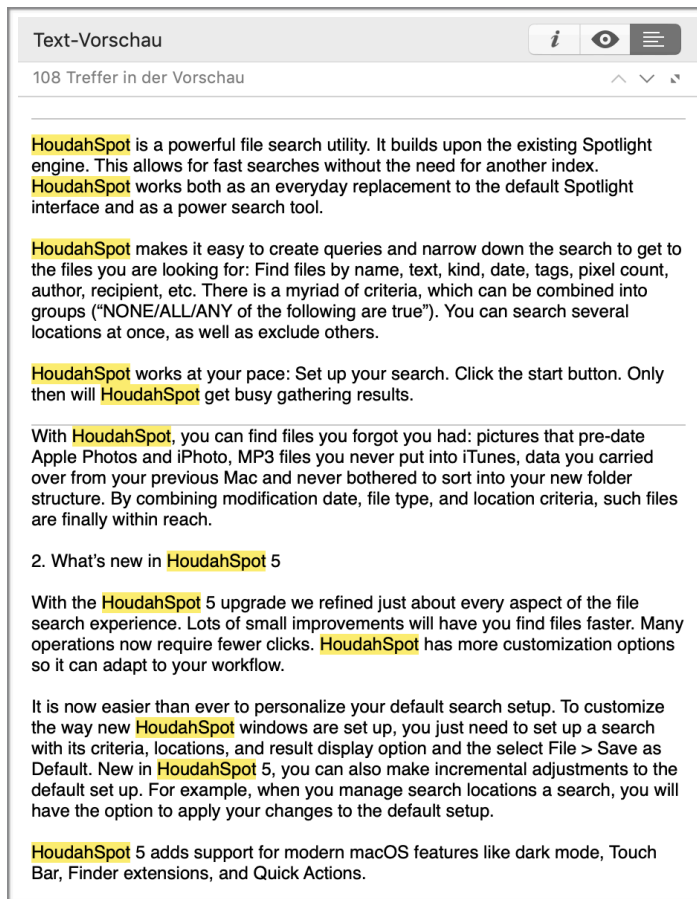 Text-Vorschau
108 Treffer in der Vorschau
HoudahSpot is a powerful file search utility. It builds upon the existing Spotlight
engine. This allows for fast searches without the need for another index.
HoudahSpot works both as an everyday replacement to the default Spotlight
interface and as a power search tool.
HoudahSpot makes it easy to create queries and narrow down the search to get to
the files you are looking for: Find files by name, text, kind, date, tags, pixel count,
author, recipient, etc. There is a myriad of criteria, which can be combined into
groups (“NONE/ALL/ANY of the following are true”). You can search several
locations at once, as well as exclude others.
HoudahSpot works at your pace: Set up your search. Click the start button. Only
then will HoudahSpot get busy gathering results.
With HoudahSpot, you can find files you forgot you had: pictures that pre-date
Apple Photos and iPhoto, MP3 files you never put into iTunes, data you carried
over from your previous Mac and never bothered to sort into your new folder
structure. By combining modification date, file type, and location criteria, such files
are finally within reach.
2. What’s new in HoudahSpot 5
With the HoudahSpot 5 upgrade we refined just about every aspect of the file
search experience. Lots of small improvements will have you find files faster. Many
operations now require fewer clicks. HoudahSpot has more customization options
so it can adapt to your workflow.
It is now easier than ever to personalize your default search setup. To customize
the way new HoudahSpot windows are set up, you just need to set up a search
with its criteria, locations, and result display option and the select File > Save as
Default. New in HoudahSpot 5, you can also make incremental adjustments to the
default set up. For example, when you manage search locations a search, you will
have the option to apply your changes to the default setup.
HoudahSpot 5 adds support for modern macOS features like dark mode, Touch
Bar, Finder extensions, and Quick Actions.